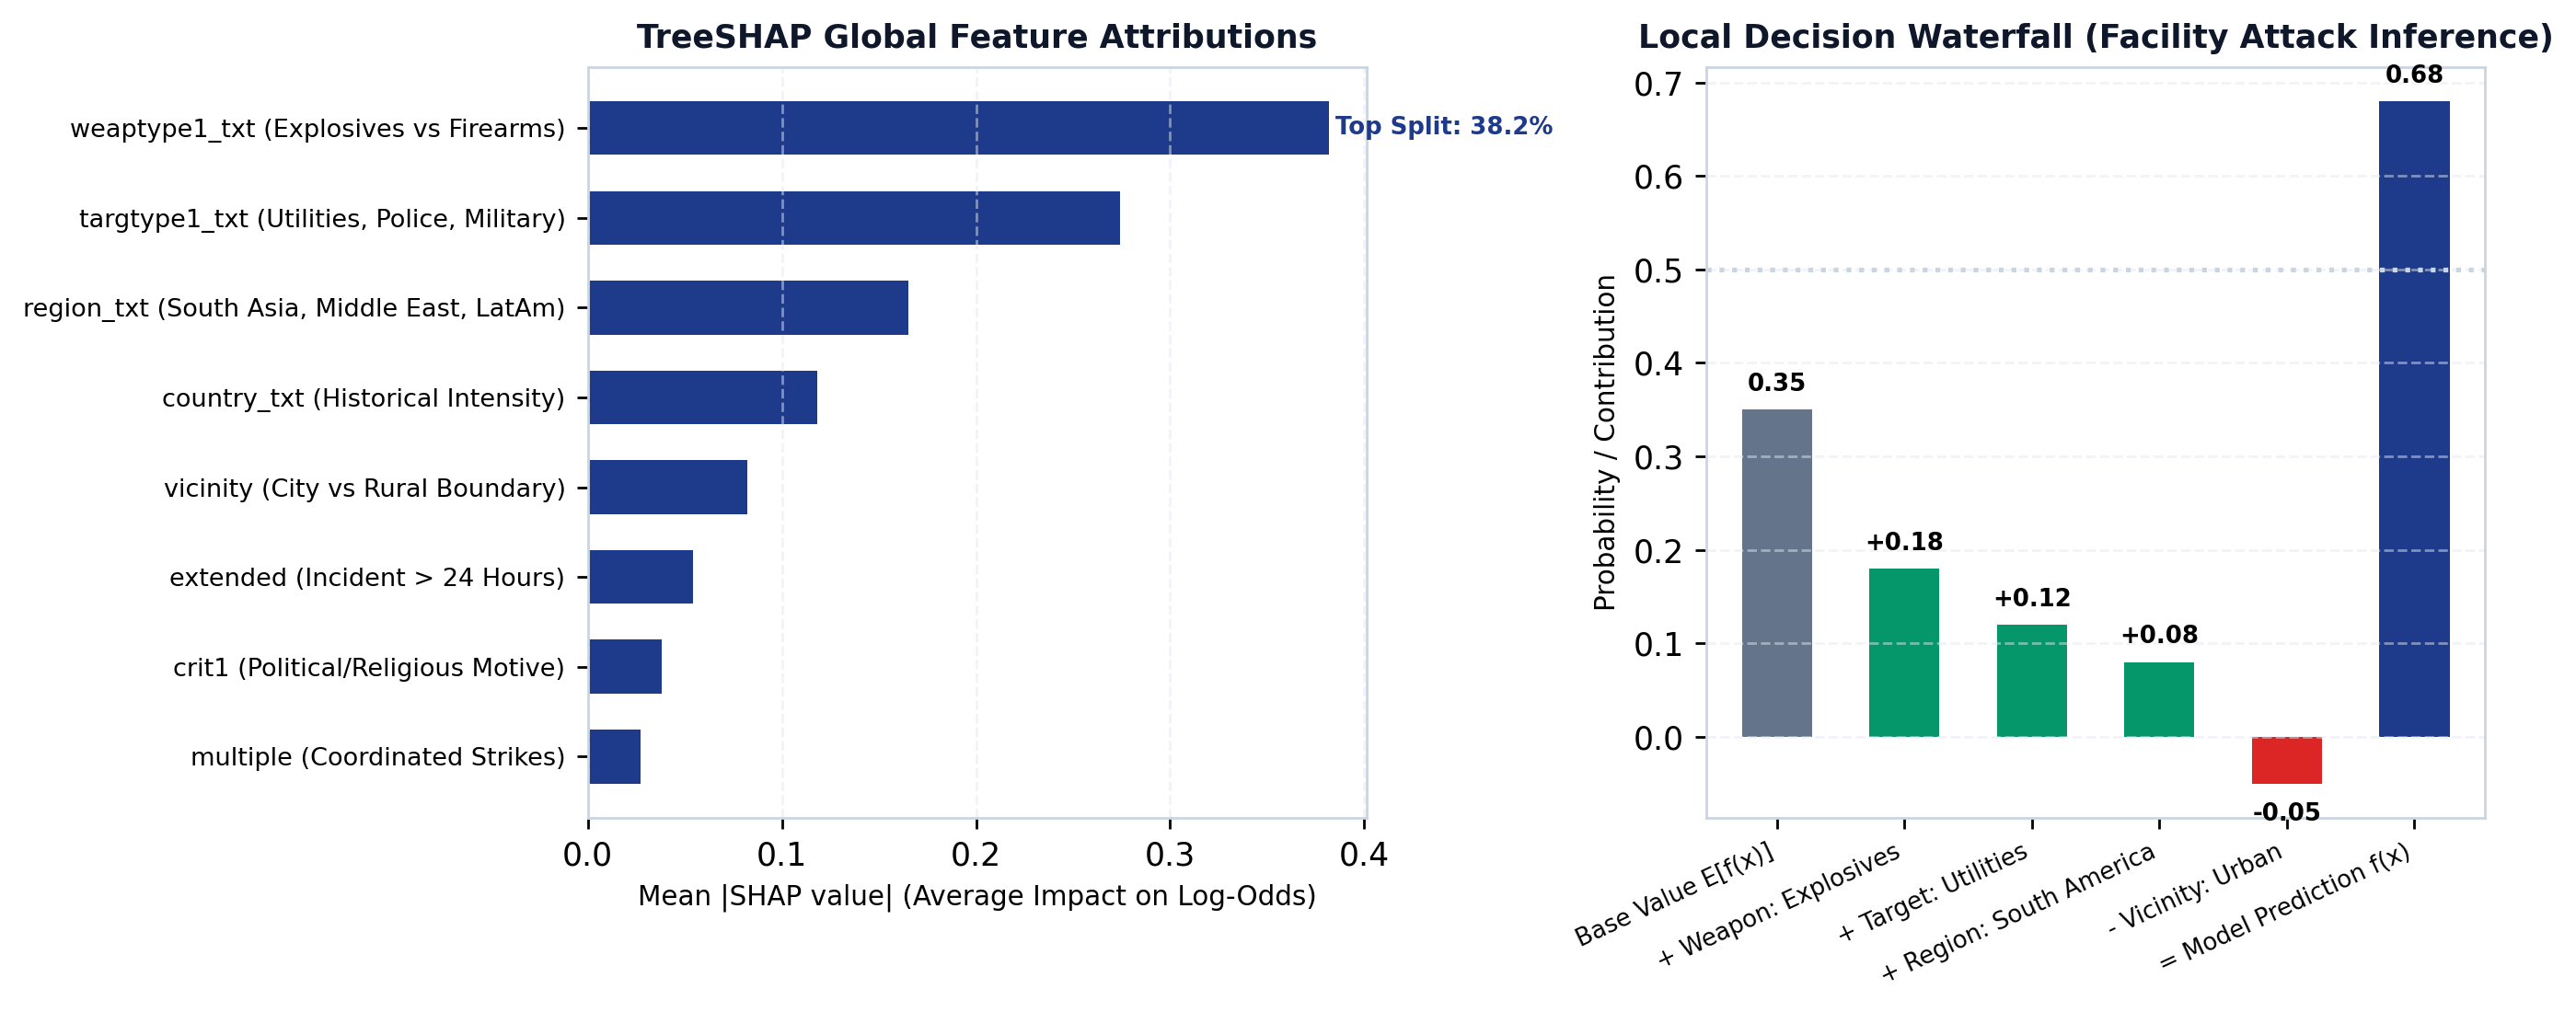 TreeSHAP Global Feature Attributions
weaptype1_txt (Explosives vs Firearms)
Top Split: 38.2%
targtype1_txt (Utilities, Police, Military)
region_txt (South Asia, Middle East, LatAm)
country_txt (Historical Intensity)
vicinity (City vs Rural Boundary)
extended (Incident > 24 Hours)
crit1 (Political/Religious Motive)
multiple (Coordinated Strikes)
0.0 0.1 0.2 0.3 0.4
Mean |SHAP value| (Average Impact on Log-Odds)
Local Decision Waterfall (Facility Attack Inference)
Probability / Contribution
0.7
0.6
0.5
0.4
0.3
0.2
0.1
0.0
0.35
+0.18
+0.12
+0.08
-0.05
0.68
Base Value E[f(x)]
+ Weapon: Explosives
+ Target: Utilities
+ Region: South America
- Vicinity: Urban
= Model Prediction f(x)